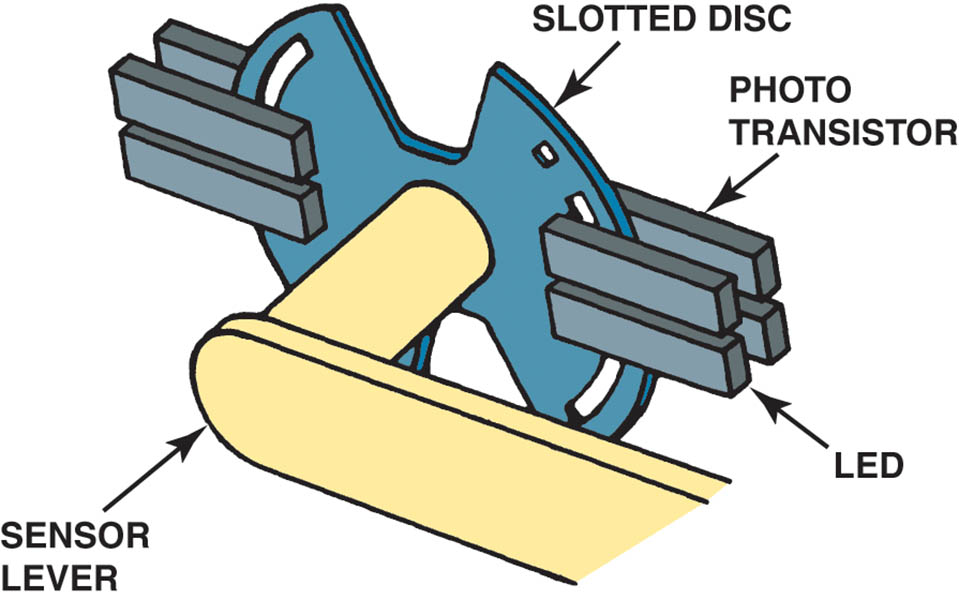 SLOTTED DISC
PHOTO
TRANSISTOR
LED
SENSOR
LEVER